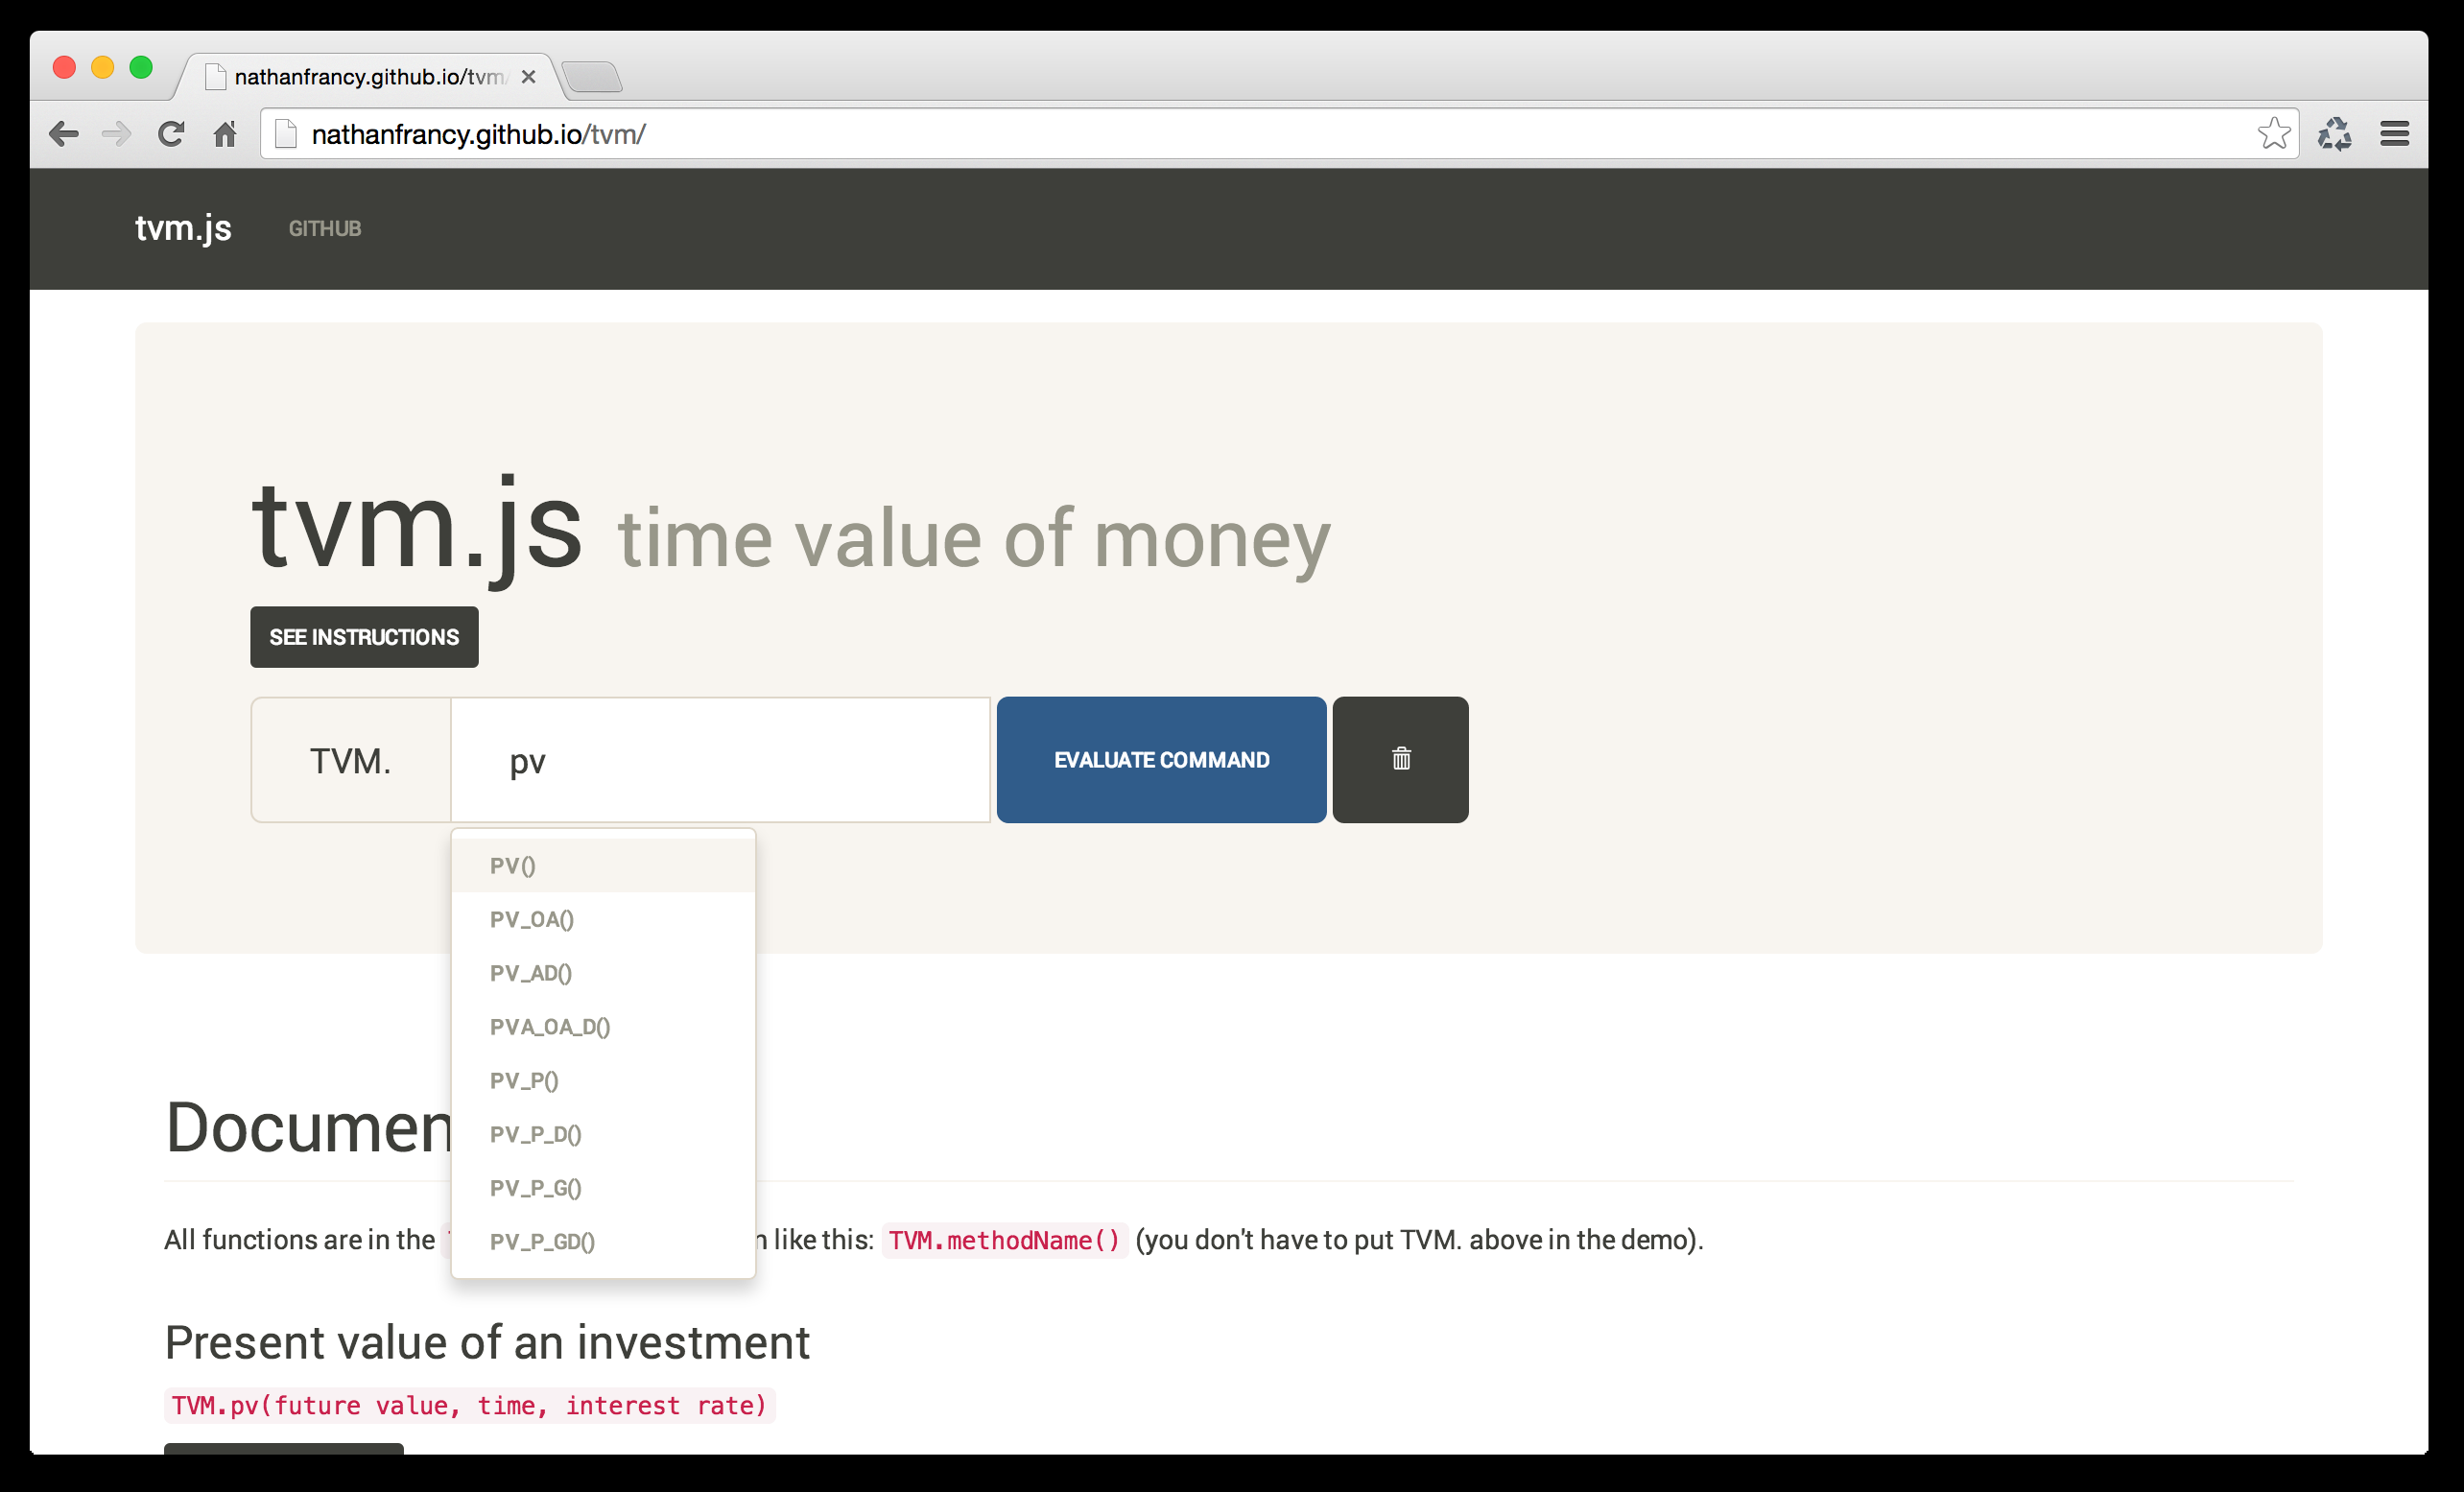 nathanfrancy.github.io/tvm/
nathanfrancy.github.io/tvm/
tvm.js GITHUB
tvm.js time value of money
SEE INSTRUCTIONS
TVM. pv EVALUATE COMMAND
PV()
PV_OA()
PV_AD()
PVA_OA_D()
PV_P()
PV_P_D()
PV_P_G()
PV_P_GD()
Documen
All functions are in the like this: TVM.methodName() (you don't have to put TVM. above in the demo).
Present value of an investment
TVM.pv(future value, time, interest rate)